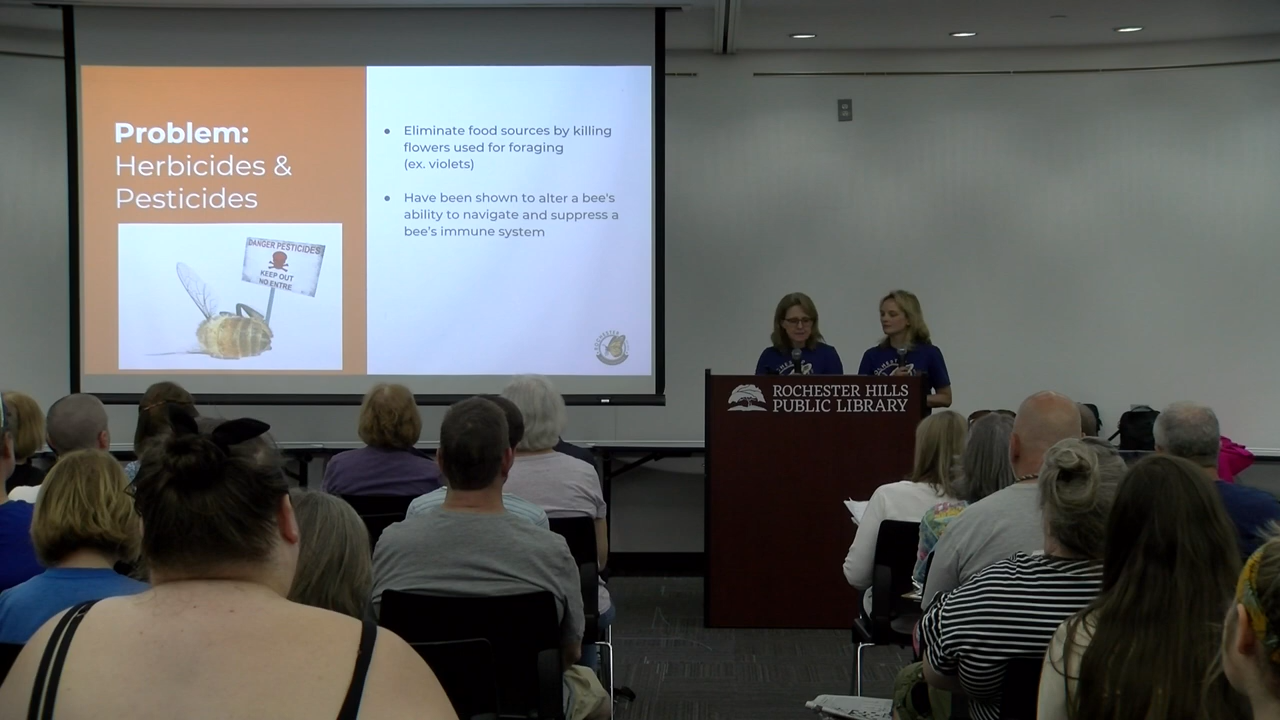 Problem:
Herbicides &
Pesticides
DANGER PESTICIDES
KEEP OUT
NO ENTRE
• Eliminate food sources by killing
flowers used for foraging
(ex. violets)
• Have been shown to alter a bee's
ability to navigate and suppress a
bee's immune system
ROCHESTER
ROCHESTER HILLS
PUBLIC LIBRARY